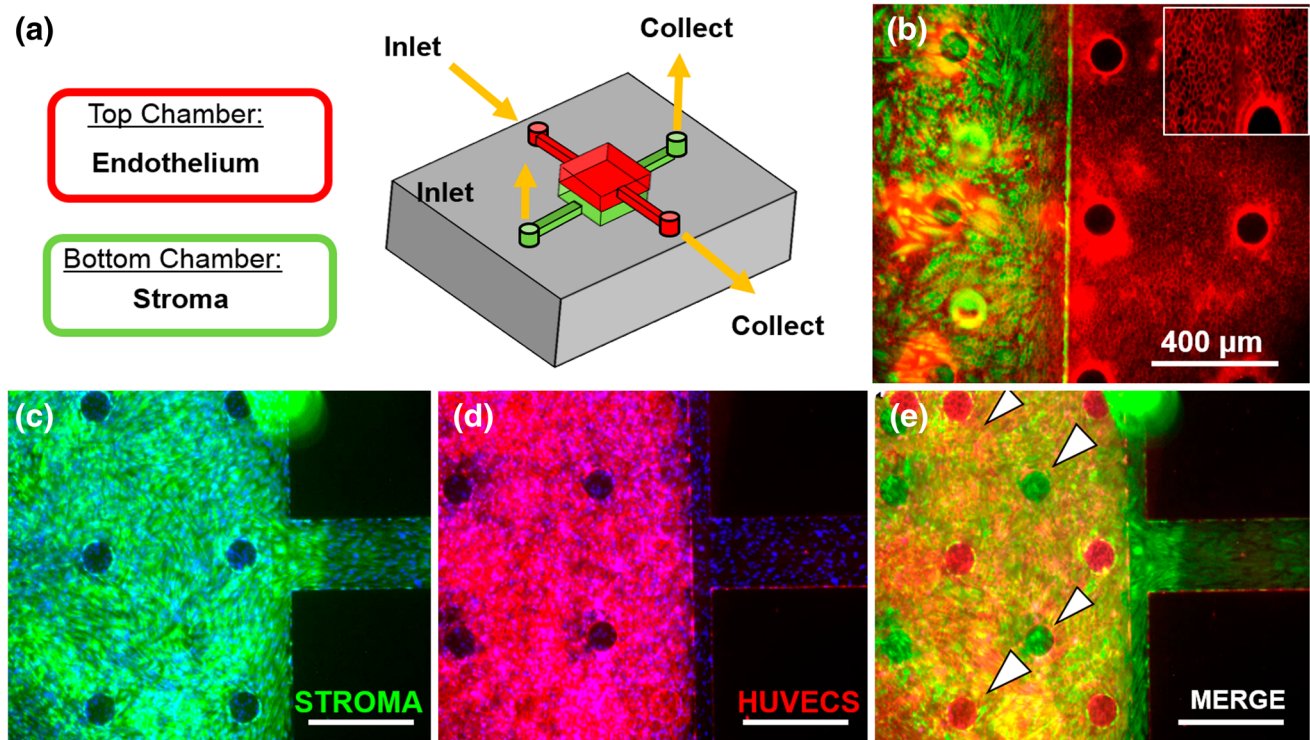 (a)
Top Chamber:
Endothelium
Bottom Chamber:
Stroma
Inlet
Collect
Inlet
Collect
(b)
400 µm
(c)
STROMA
(d)
HUVECS
(e)
MERGE